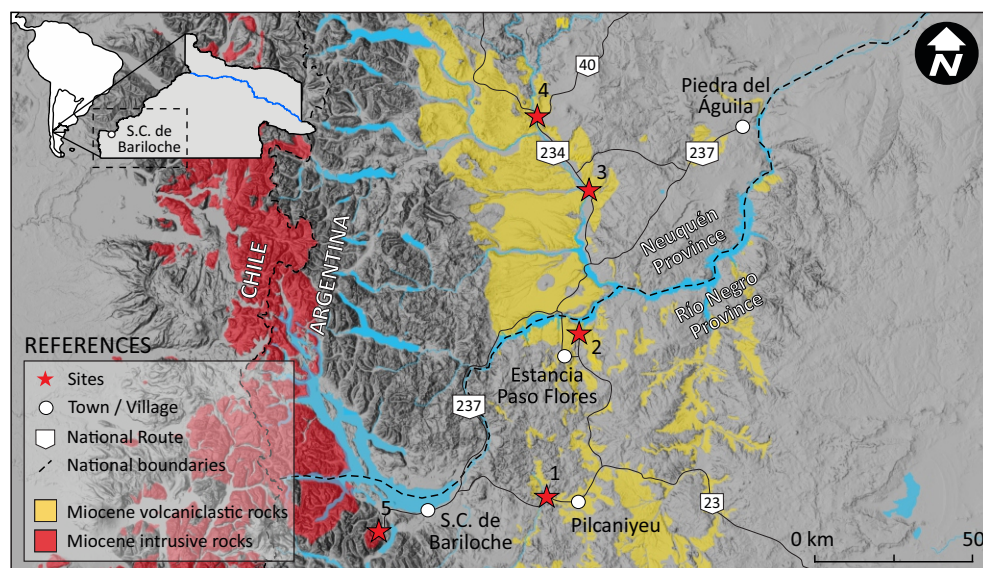 S.C. de
Bariloche
N
40
4
Piedra del
Águila
234
237
3
Neuquén
Province
CHILE
ARGENTINA
Río Negro
Province
2
Estancia
Paso Flores
237
1
Pilcaniyeu
23
5
S.C. de
Bariloche
REFERENCES
Sites
Town / Village
National Route
National boundaries
Miocene volcaniclastic rocks
Miocene intrusive rocks
0 km
50